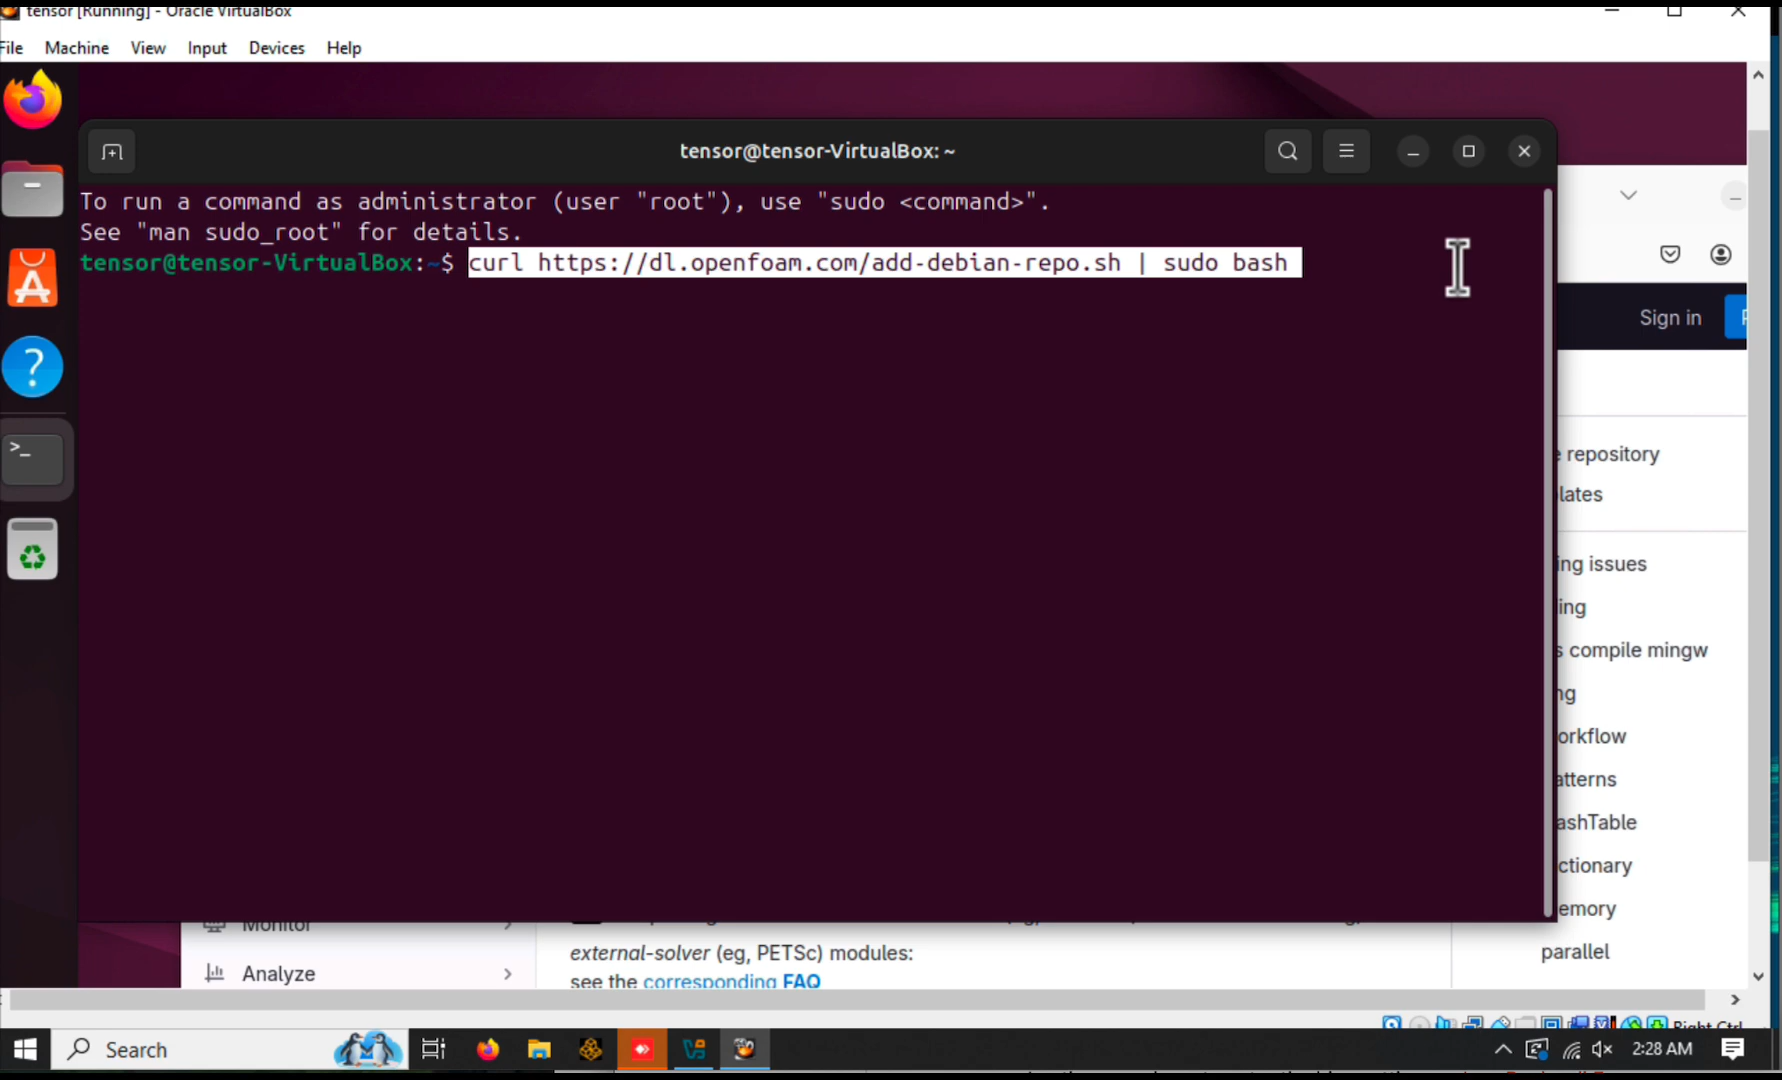 tensor [Running] - Oracle VirtualBox
File Machine View Input Devices Help
tensor@tensor-VirtualBox: ~
To run a command as administrator (user "root"), use "sudo <command>".
See "man sudo_root" for details.
tensor@tensor-VirtualBox:~$ curl https://dl.openfoam.com/add-debian-repo.sh | sudo bash
Sign in
repository
lates
ing issues
ing
s compile mingw
ng
orkflow
atterns
ashTable
ctionary
emory
parallel
Monitor
Analyze
external-solver (eg, PETSc) modules:
see the corresponding FAQ
Right Ctrl
Search
2:28 AM